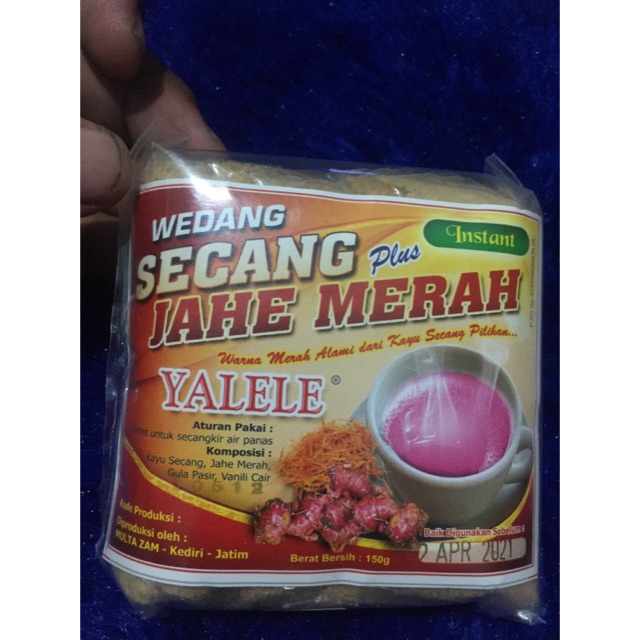 WEDANG
SECANG Plus
Instant
JAHE MERAH
Warna Merah Alami dari Kayu Secang Pilihan...
YALELE®
Aturan Pakai :
untuk secangkir air panas
Komposisi :
Kayu Secang, Jahe Merah,
Gula Pasir, Vanili Cair
0512
Kode Produksi :
Diproduksi oleh :
MULTA ZAM - Kediri - Jatim
Berat Bersih : 150g
Baik Digunakan Sebelum :
2 APR 2021